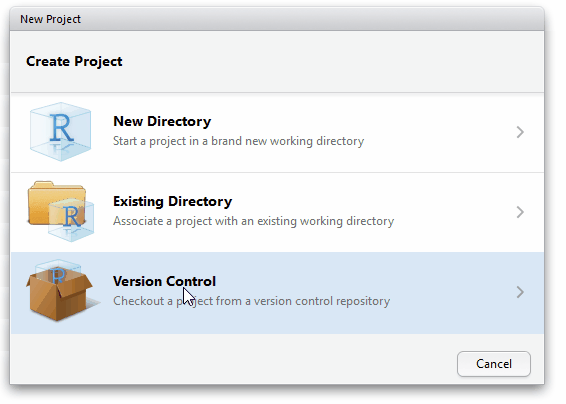 New Project
Create Project
R
New Directory
Start a project in a brand new working directory
R
Existing Directory
Associate a project with an existing working directory
R
Version Control
Checkout a project from a version control repository
Cancel